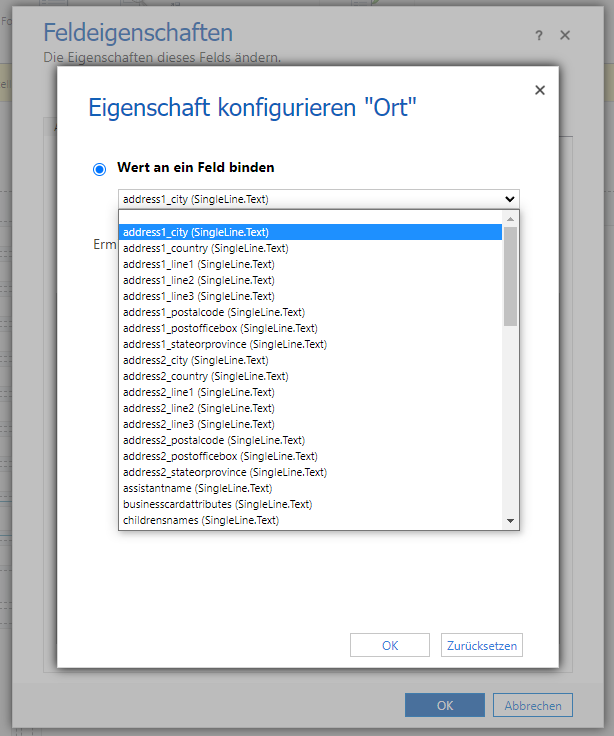 Feldeigenschaften
?
Die Eigenschaften dieses Felds ändern.
Eigenschaft konfigurieren "Ort"
Wert an ein Feld binden
address1_city (SingleLine.Text)
address1_city (SingleLine.Text)
address1_country (SingleLine.Text)
address1_line1 (SingleLine.Text)
address1_line2 (SingleLine.Text)
address1_line3 (SingleLine.Text)
address1_postalcode (SingleLine.Text)
address1_postofficebox (SingleLine.Text)
address1_stateorprovince (SingleLine.Text)
address2_city (SingleLine.Text)
address2_country (SingleLine.Text)
address2_line1 (SingleLine.Text)
address2_line2 (SingleLine.Text)
address2_line3 (SingleLine.Text)
address2_postalcode (SingleLine.Text)
address2_postofficebox (SingleLine.Text)
address2_stateorprovince (SingleLine.Text)
assistantname (SingleLine.Text)
businesscardattributes (SingleLine.Text)
childrensnames (SingleLine.Text)
OK
Zurücksetzen
OK
Abbrechen